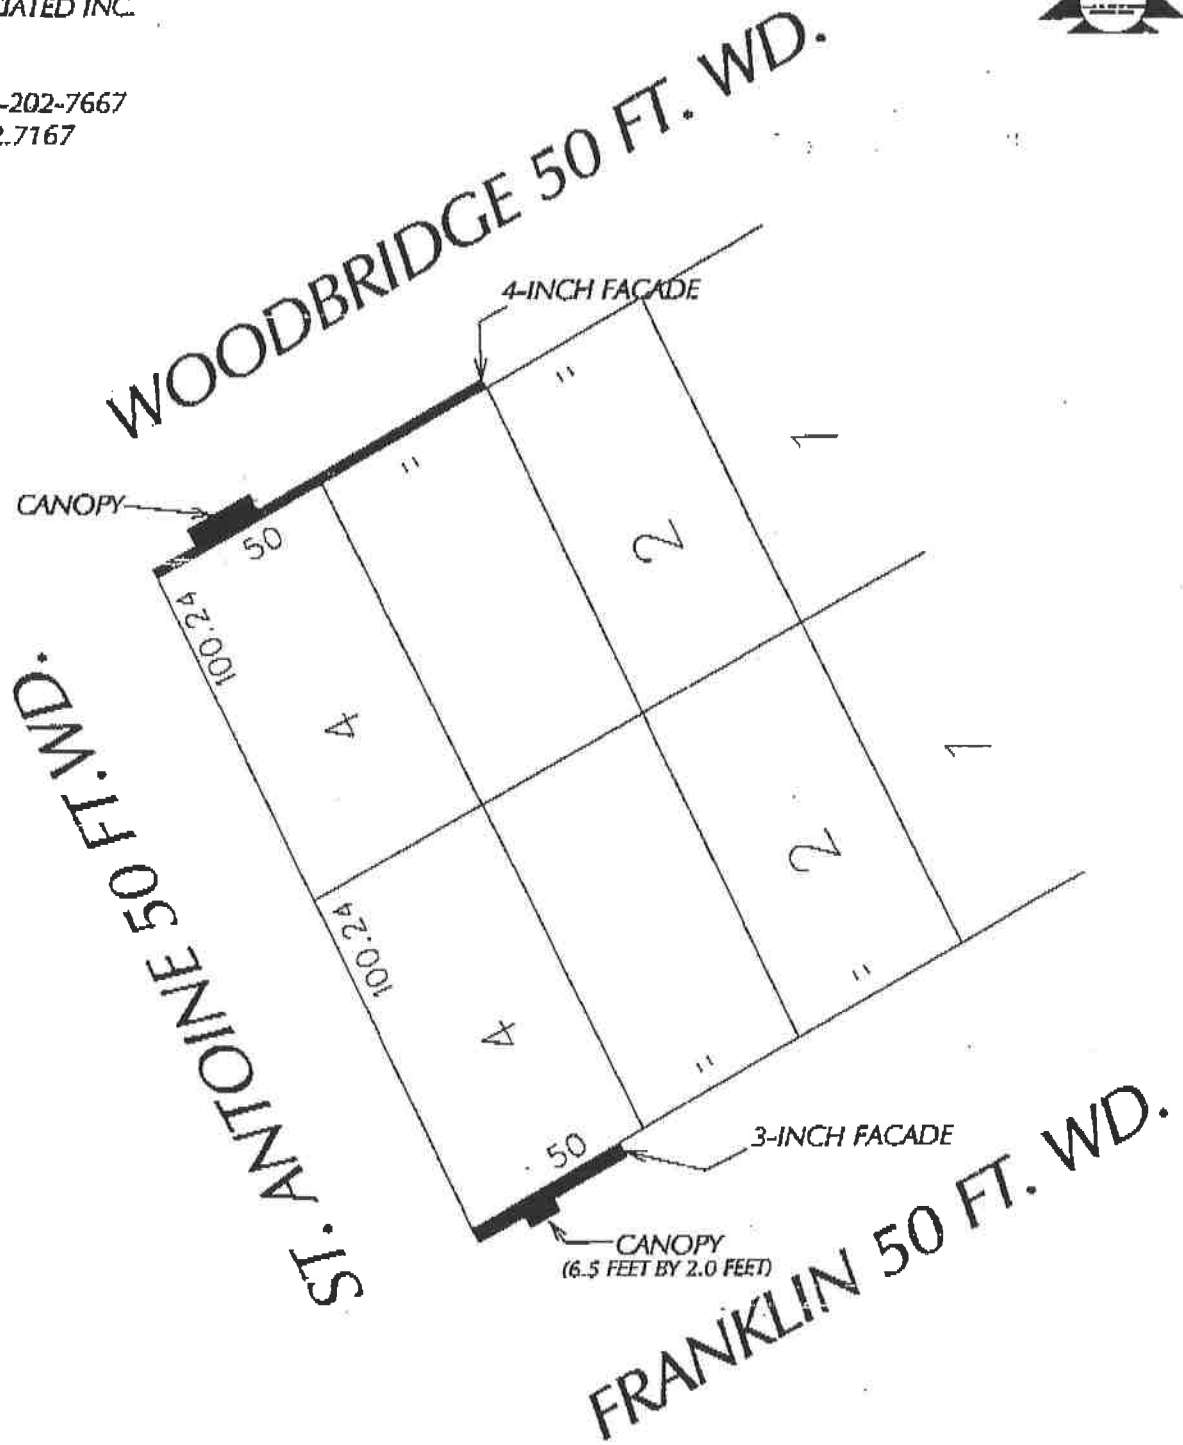 IATED INC.
-202-7667
2.7167
WOODBRIDGE 50 FT. WD.
4-INCH FACADE
"
1
"
CANOPY
50
2
100.24
4
ST. ANTOINE 50 FT. WD.
1
2
100.24
4
"
"
50
3-INCH FACADE
CANOPY
(6.5 FEET BY 2.0 FEET)
FRANKLIN 50 FT. WD.